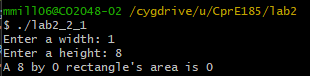 mmill06@CO2048-02 /cygdrive/u/CprE185/lab2
$ ./lab2_2_1
Enter a width: 1
Enter a height: 8
A 8 by 0 rectangle's area is 0